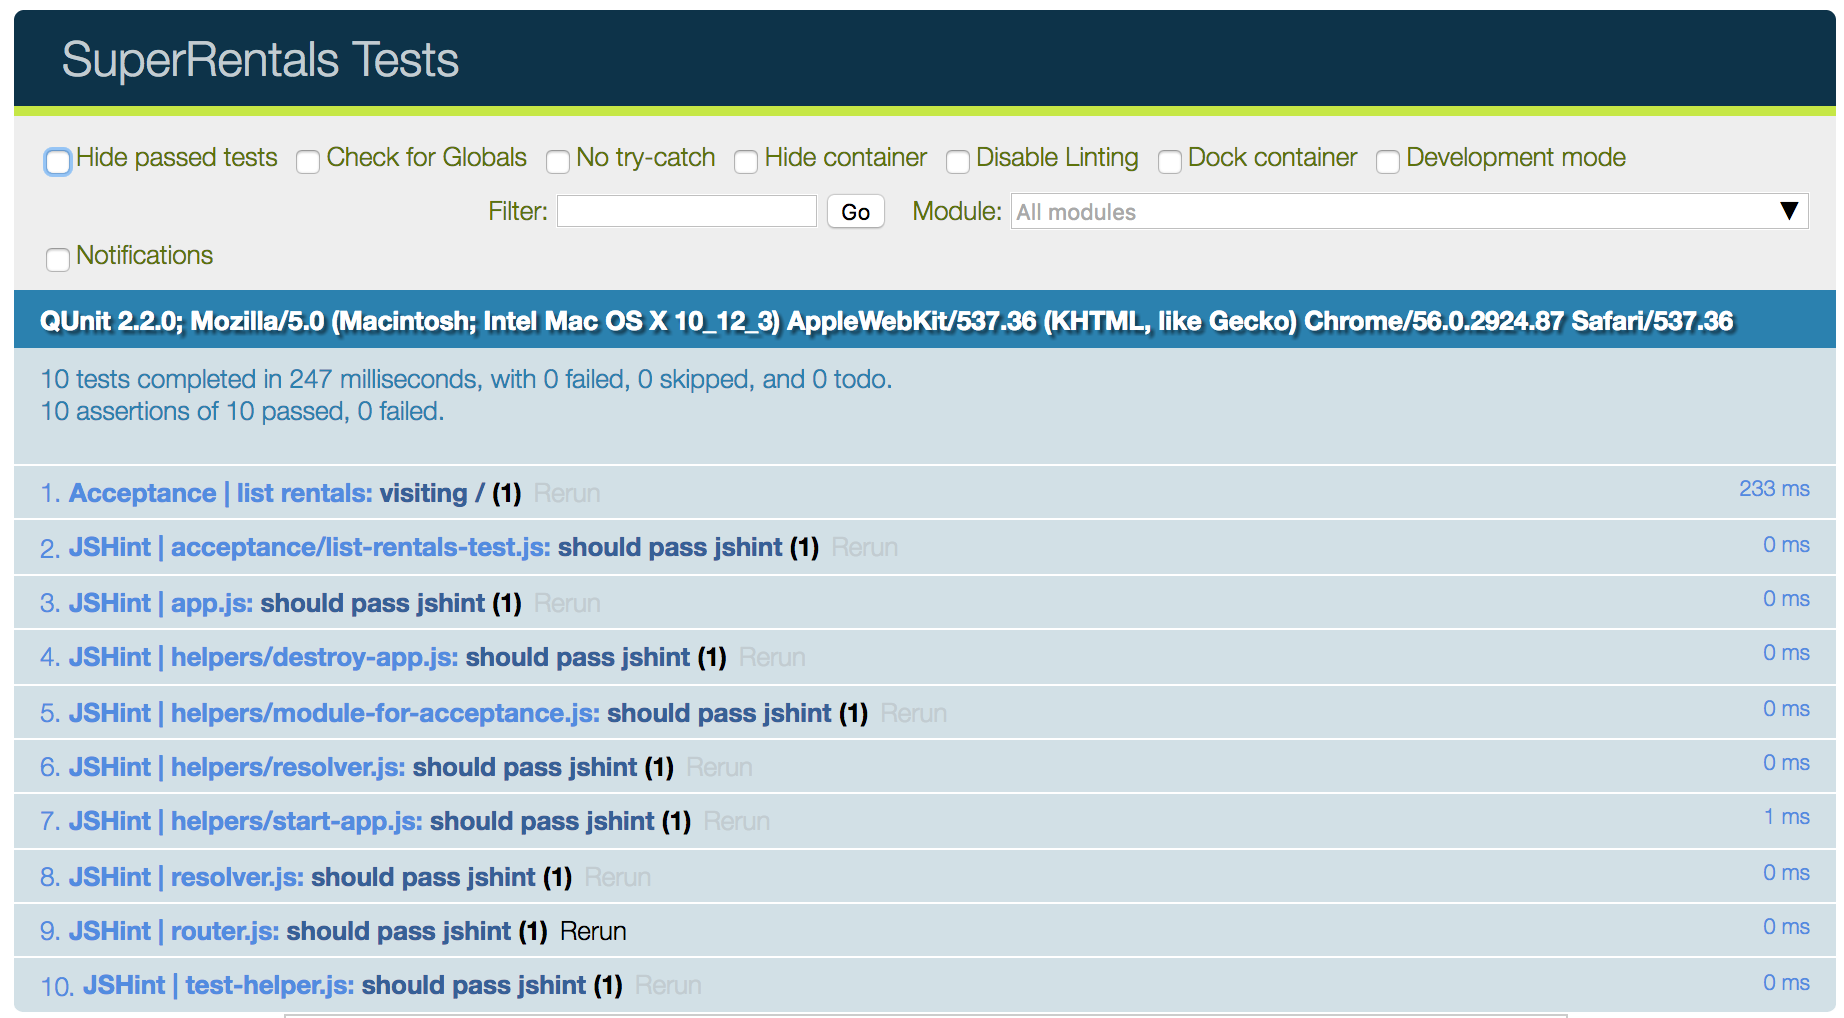 SuperRentals Tests
Hide passed tests Check for Globals No try-catch Hide container Disable Linting Dock container Development mode
Filter: Go Module: All modules ▼
Notifications
QUnit 2.2.0; Mozilla/5.0 (Macintosh; Intel Mac OS X 10_12_3) AppleWebKit/537.36 (KHTML, like Gecko) Chrome/56.0.2924.87 Safari/537.36
10 tests completed in 247 milliseconds, with 0 failed, 0 skipped, and 0 todo.
10 assertions of 10 passed, 0 failed.
1. Acceptance | list rentals: visiting / (1) Rerun 233 ms
2. JSHint | acceptance/list-rentals-test.js: should pass jshint (1) Rerun 0 ms
3. JSHint | app.js: should pass jshint (1) Rerun 0 ms
4. JSHint | helpers/destroy-app.js: should pass jshint (1) Rerun 0 ms
5. JSHint | helpers/module-for-acceptance.js: should pass jshint (1) Rerun 0 ms
6. JSHint | helpers/resolver.js: should pass jshint (1) Rerun 0 ms
7. JSHint | helpers/start-app.js: should pass jshint (1) Rerun 1 ms
8. JSHint | resolver.js: should pass jshint (1) Rerun 0 ms
9. JSHint | router.js: should pass jshint (1) Rerun 0 ms
10. JSHint | test-helper.js: should pass jshint (1) Rerun 0 ms